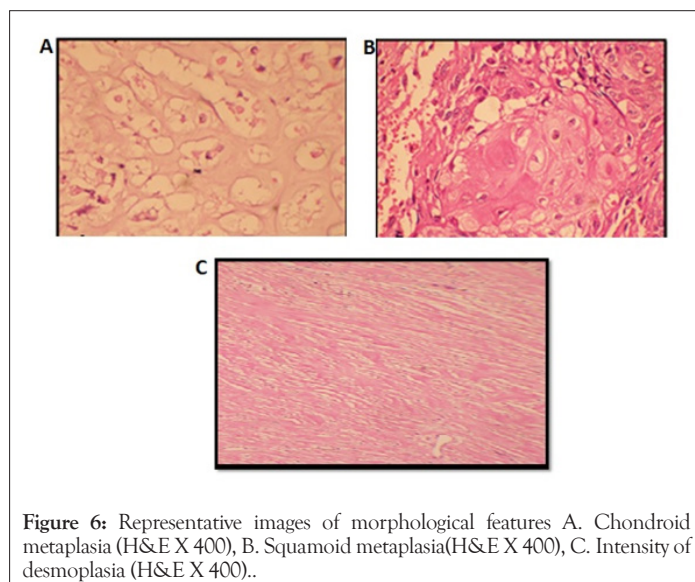 A
B
C
Figure 6: Representative images of morphological features A. Chondroid
metaplasia (H&E X 400), B. Squamoid metaplasia(H&E X 400), C. Intensity of
desmoplasia (H&E X 400)..